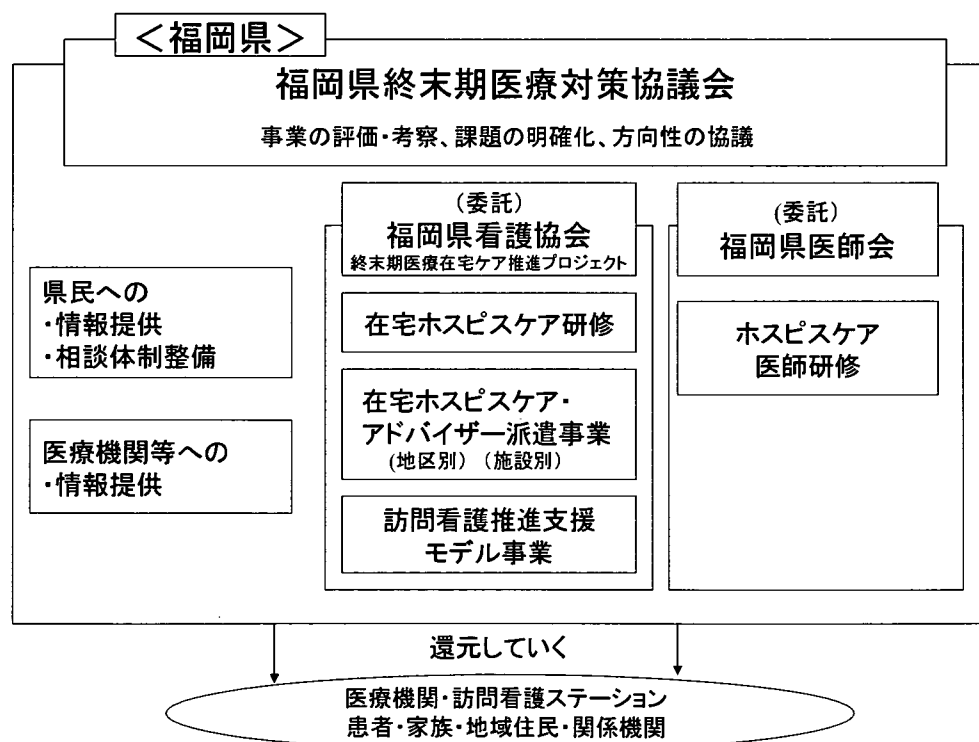 ＜福岡県＞
福岡県終末期医療対策協議会
事業の評価・考察、課題の明確化、方向性の協議
県民への
・情報提供
・相談体制整備
医療機関等への
・情報提供
(委託)
福岡県看護協会
終末期医療在宅ケア推進プロジェクト
在宅ホスピスケア研修
在宅ホスピスケア・
アドバイザー派遣事業
(地区別) (施設別)
訪問看護推進支援
モデル事業
(委託)
福岡県医師会
ホスピスケア
医師研修
還元していく
医療機関・訪問看護ステーション
患者・家族・地域住民・関係機関